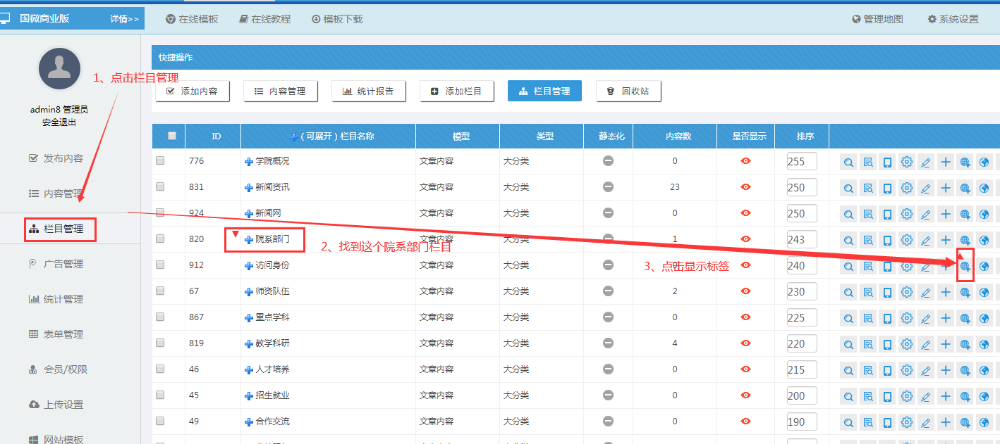 国微商业版 详情>> 在线模板 在线教程 模板下载 管理地图 系统设置
快捷操作
1、点击栏目管理
添加内容 内容管理 统计报告 添加栏目 栏目管理 回收站
admin8 管理员
安全退出
发布内容
内容管理
栏目管理
广告管理
统计管理
表单管理
会员/权限
上传设置
网站模板
ID (可展开)栏目名称 模型 类型 静态化 内容数 是否显示 排序
776 学院概况 文章内容 大分类 0 255
831 新闻资讯 文章内容 大分类 23 250
924 新闻网 文章内容 大分类 0 250
820 院系部门 文章内容 大分类 1 243
2、找到这个院系部门栏目
912 访问身份 文章内容 大分类 0 240
3、点击显示标签
67 师资队伍 文章内容 大分类 2 230
867 重点学科 文章内容 大分类 0 225
819 教学科研 文章内容 大分类 4 220
46 人才培养 文章内容 大分类 0 215
45 招生就业 文章内容 大分类 0 200
49 合作交流 文章内容 大分类 0 190